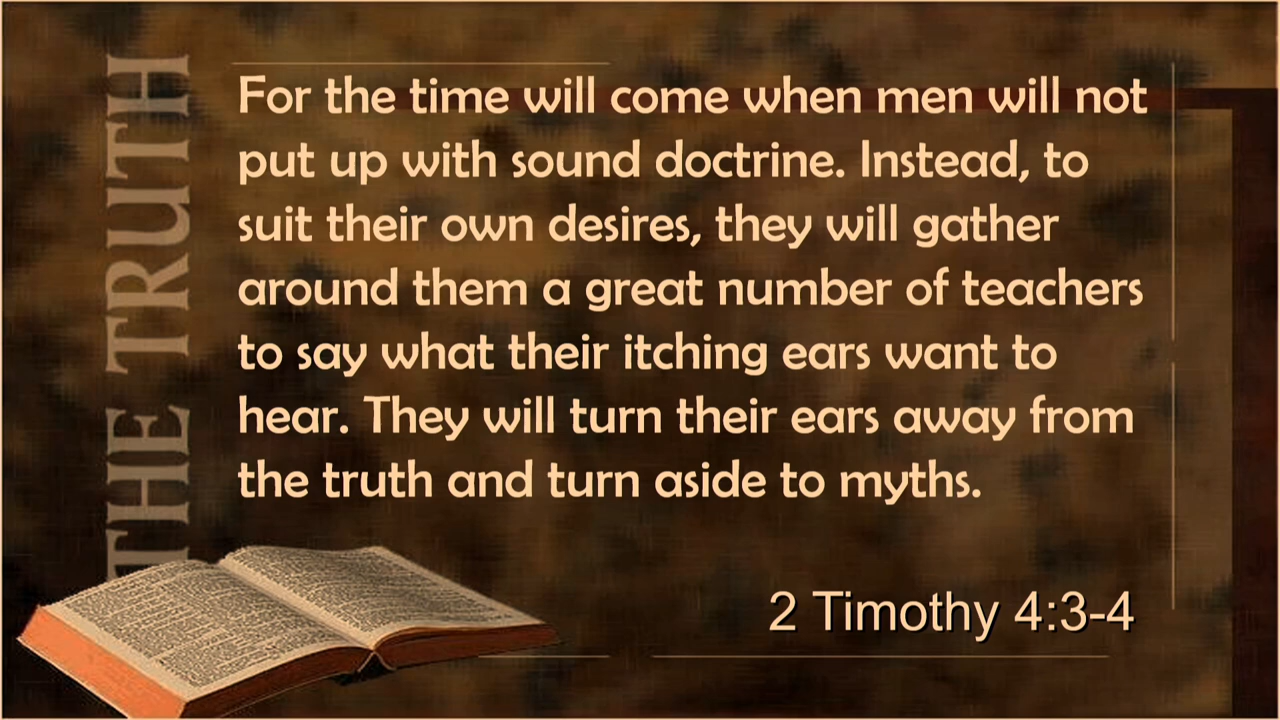 THE TRUTH
For the time will come when men will not
put up with sound doctrine. Instead, to
suit their own desires, they will gather
around them a great number of teachers
to say what their itching ears want to
hear. They will turn their ears away from
the truth and turn aside to myths.
2 Timothy 4:3-4